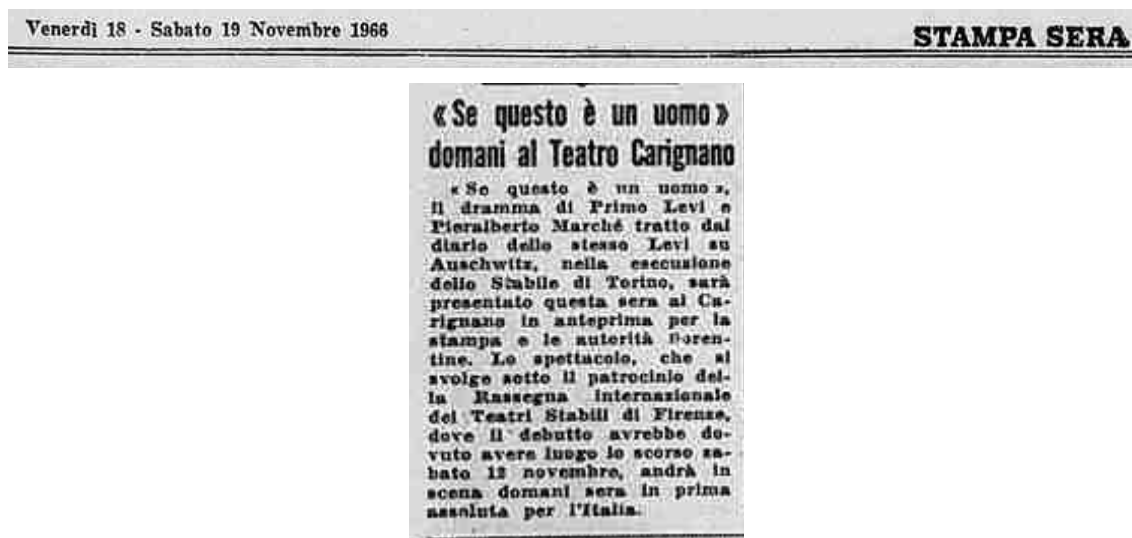 Venerdì 18 - Sabato 19 Novembre 1966
STAMPA SERA
« Se questo è un uomo »
domani al Teatro Carignano
« Se questo è un uomo »,
il dramma di Primo Levi e
Pieralberto Marché tratto dal
diario dello stesso Levi su
Auschwitz, nella esecuzione
dello Stabile di Torino, sarà
presentato questa sera al Ca-
rignano in anteprima per la
stampa e le autorità fioren-
tine. Lo spettacolo, che si
svolge sotto il patrocinio del-
la Rassegna internazionale
dei Teatri Stabili di Firenze,
dove il debutto avrebbe do-
vuto avere luogo lo scorso sa-
bato 12 novembre, andrà in
scena domani sera in prima
assoluta per l'Italia.